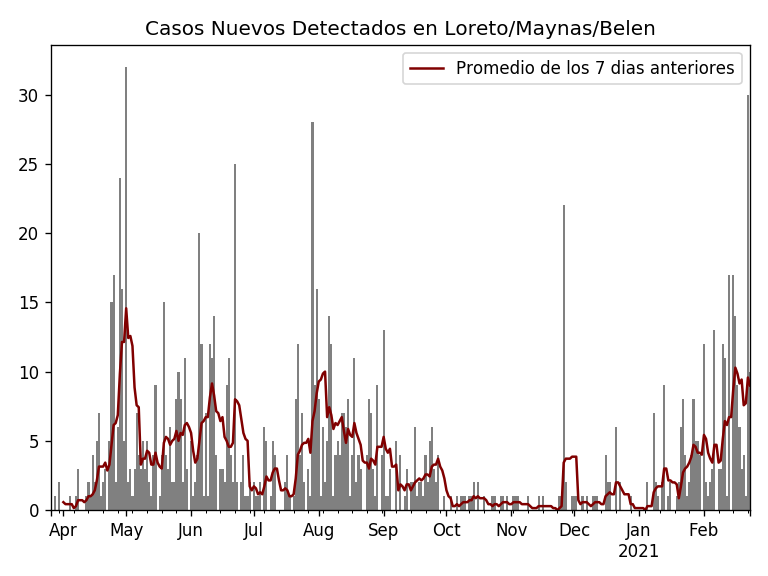 Casos Nuevos Detectados en Loreto/Maynas/Belen
Promedio de los 7 dias anteriores
30
25
20
15
10
5
0
Apr May Jun Jul Aug Sep Oct Nov Dec Jan Feb
2021